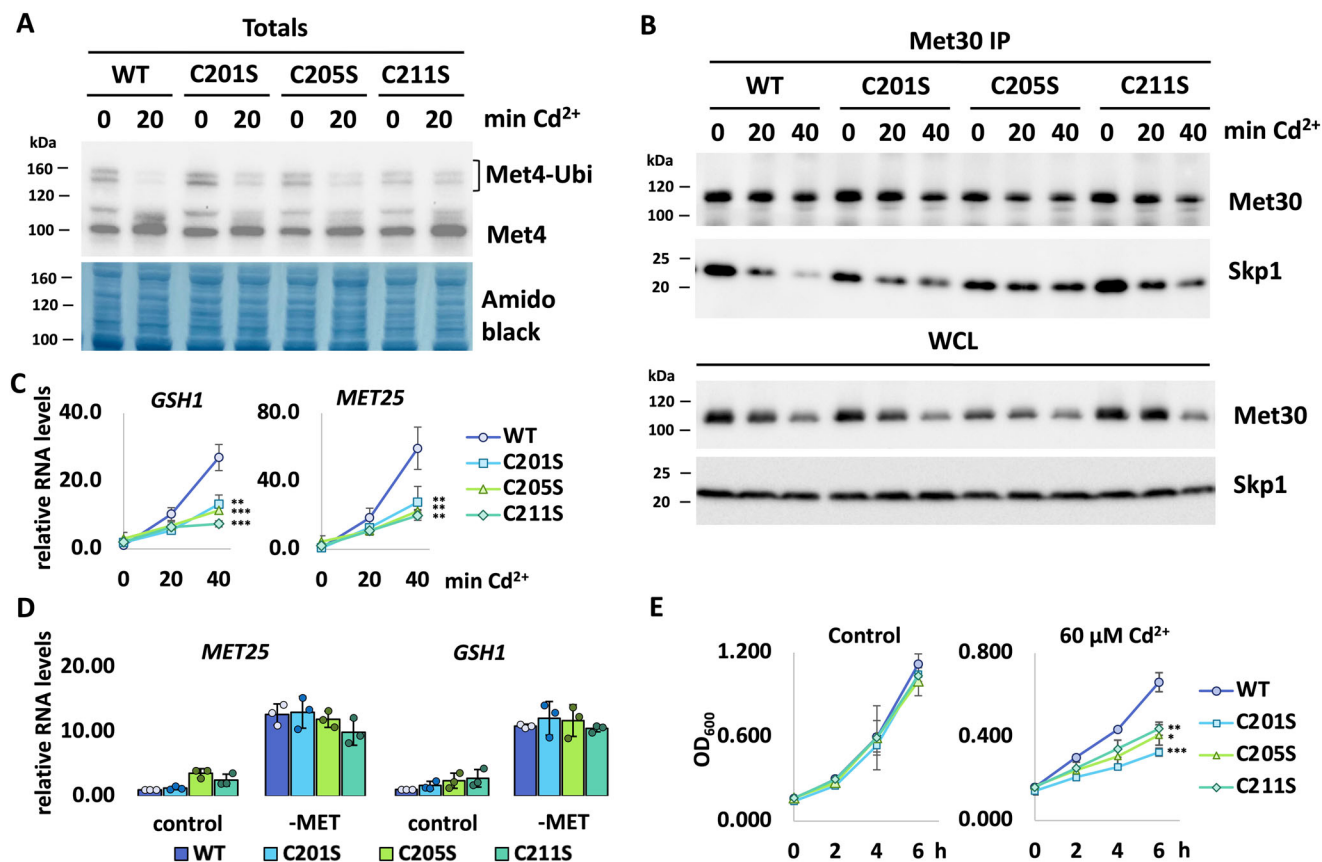 A
Totals
WT C201S C205S C211S
0 20 0 20 0 20 0 20 min Cd²⁺
kDa
160
120
100
Met4-Ubi
Met4
160
120
100
Amido
black
B
Met30 IP
WT C201S C205S C211S
0 20 40 0 20 40 0 20 40 0 20 40 min Cd²⁺
kDa
120
100
Met30
25
20
Skp1
WCL
kDa
120
100
Met30
25
20
Skp1
C
relative RNA levels
GSH1
40.0
20.0
0.0
0 20 40
MET25
80.0
40.0
0.0
0 20 40 min Cd²⁺
WT
C201S
C205S
C211S
**
***
***
**
**
**
D
relative RNA levels
MET25 GSH1
20.00
10.00
0.00
control -MET control -MET
WT C201S C205S C211S
E
OD₆₀₀
Control
1.200
0.600
0.000
0 2 4 6 h
60 µM Cd²⁺
0.800
0.400
0.000
0 2 4 6 h
**
*
***
WT
C201S
C205S
C211S